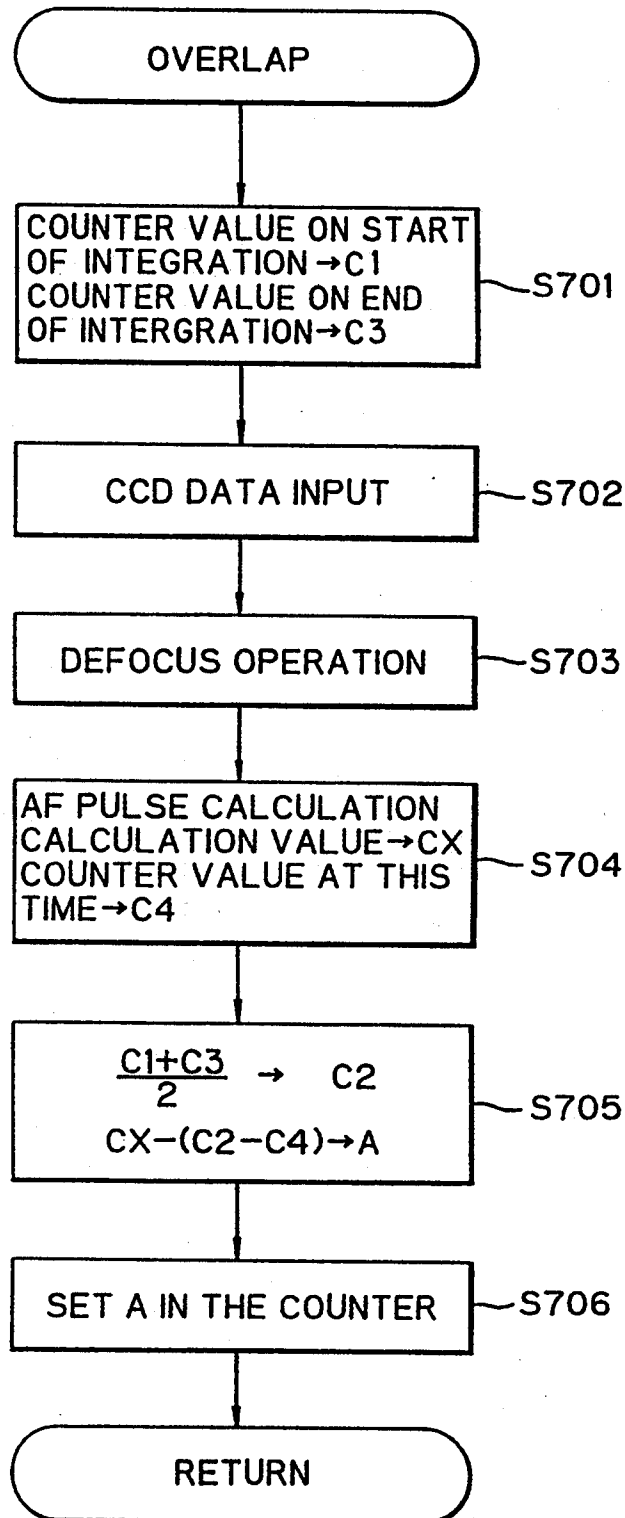 OVERLAP
COUNTER VALUE ON START
OF INTEGRATION→C1
COUNTER VALUE ON END
OF INTERGRATION→C3
S701
CCD DATA INPUT
S702
DEFOCUS OPERATION
S703
AF PULSE CALCULATION
CALCULATION VALUE→CX
COUNTER VALUE AT THIS
TIME→C4
S704
C1+C3
2 → C2
CX-(C2-C4)→A
S705
SET A IN THE COUNTER
S706
RETURN